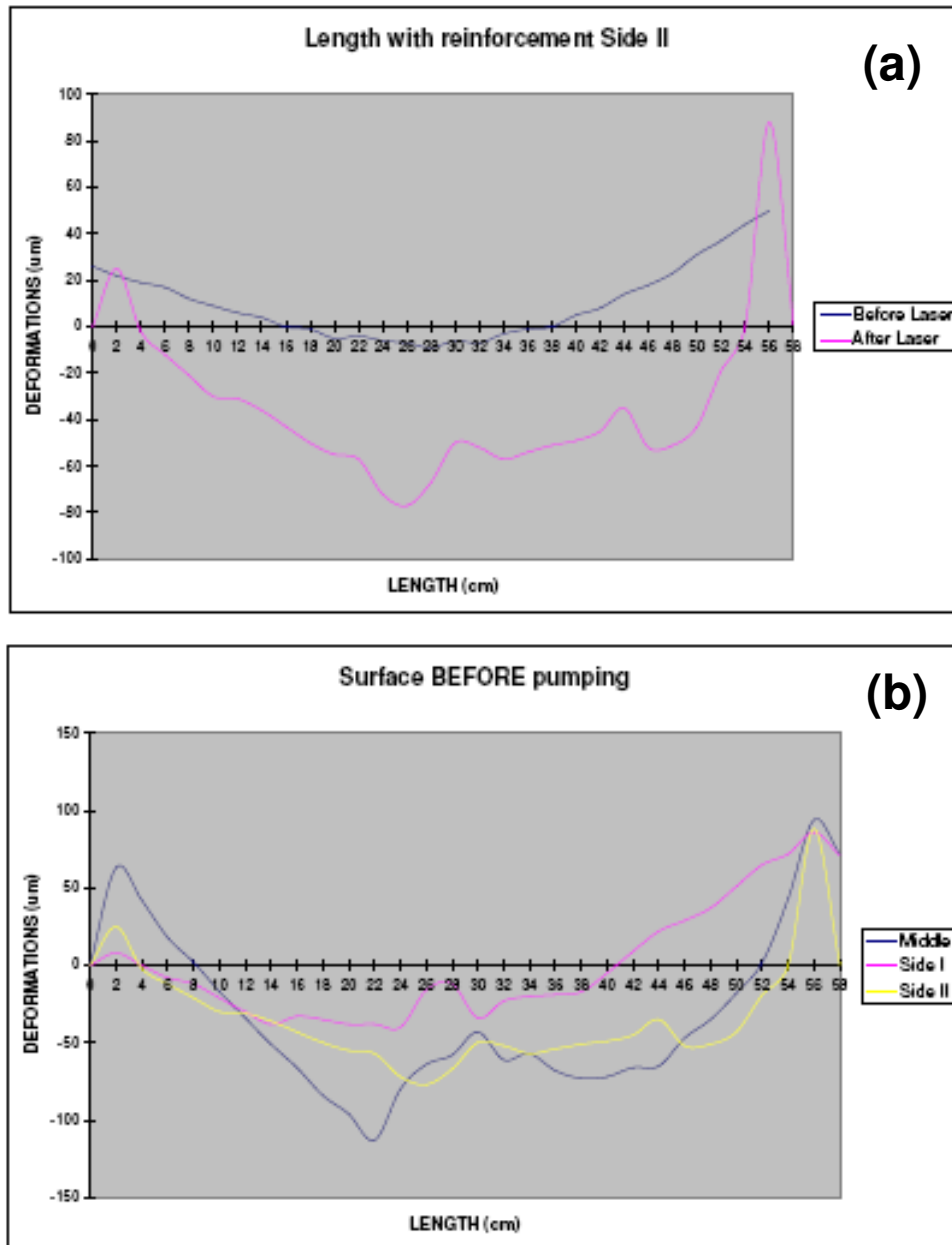 Length with reinforcement Side II
(a)
100
80
60
40
20
0
-20
-40
-60
-80
-100
DEFORMATIONS (um)
0 2 4 6 8 10 12 14 16 18 20 22 24 26 28 30 32 34 36 38 40 42 44 46 48 50 52 54 56 58
LENGTH (cm)
Before Laser
After Laser
Surface BEFORE pumping
(b)
150
100
50
0
-50
-100
-150
DEFORMATIONS (um)
0 2 4 6 8 10 12 14 16 18 20 22 24 26 28 30 32 34 36 38 40 42 44 46 48 50 52 54 56 58
LENGTH (cm)
Middle
Side I
Side II